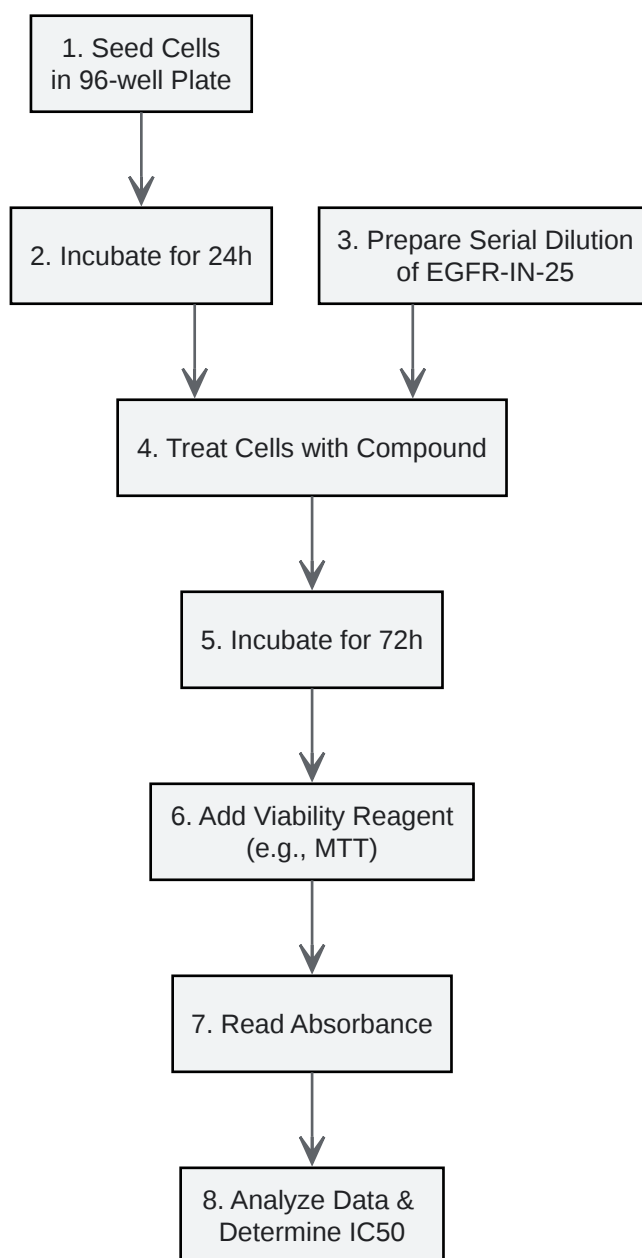 1. Seed Cells
in 96-well Plate
2. Incubate for 24h
3. Prepare Serial Dilution
of EGFR-IN-25
4. Treat Cells with Compound
5. Incubate for 72h
6. Add Viability Reagent
(e.g., MTT)
7. Read Absorbance
8. Analyze Data &
Determine IC50